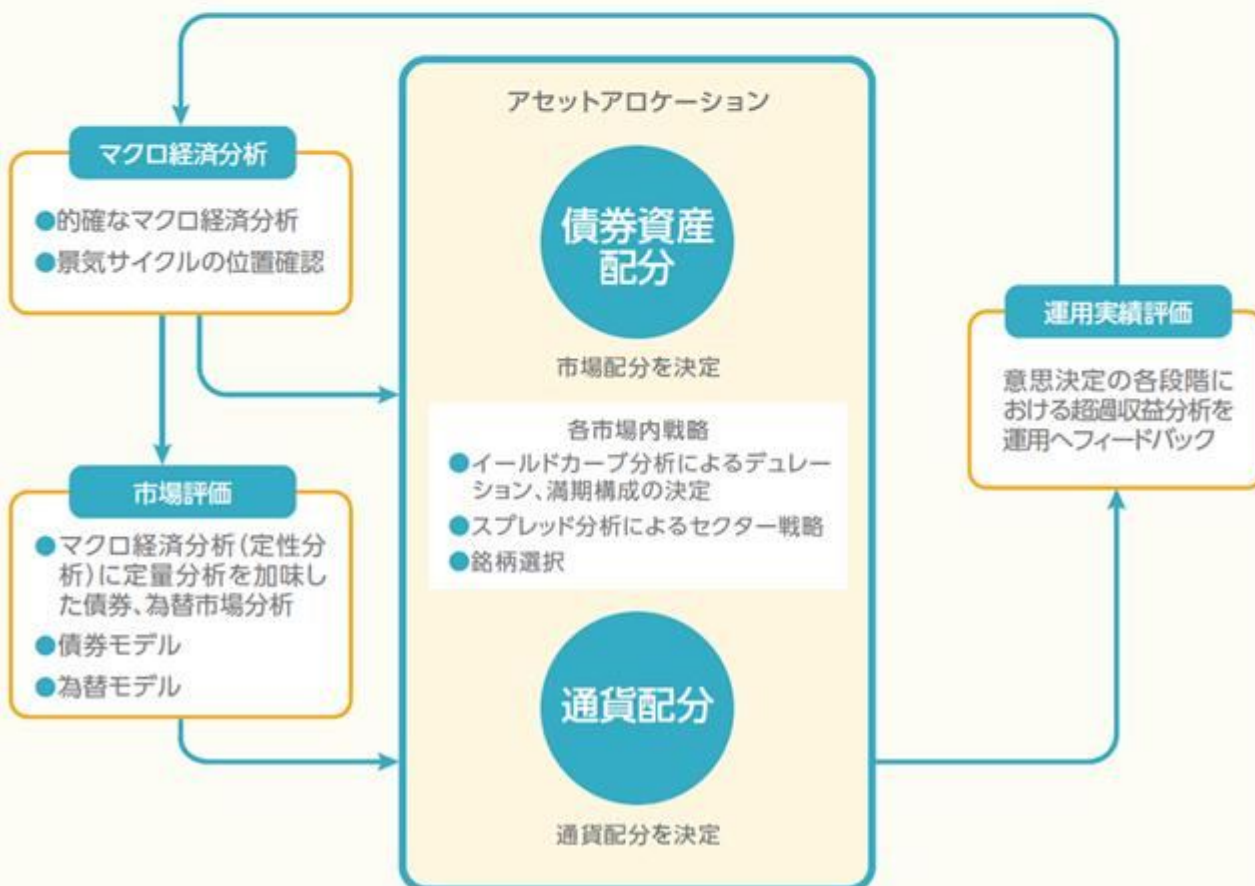 アセットアロケーション
マクロ経済分析
●的確なマクロ経済分析
●景気サイクルの位置確認
市場評価
●マクロ経済分析(定性分
析)に定量分析を加味し
た債券、為替市場分析
●債券モデル
●為替モデル
債券資産
配分
市場配分を決定
各市場内戦略
●イールドカーブ分析によるデュレー
ション、満期構成の決定
●スプレッド分析によるセクター戦略
●銘柄選択
通貨配分
通貨配分を決定
運用実績評価
意思決定の各段階に
おける超過収益分析を
運用へフィードバック